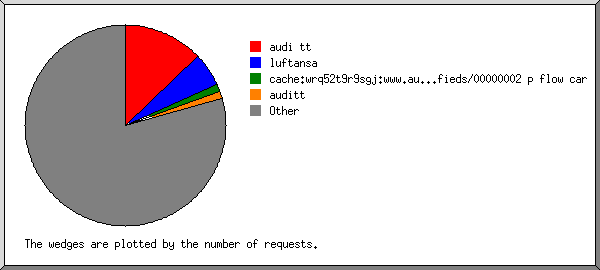 audi tt
luftansa
cache:wrq52t9r9sgj:www.au...fieds/00000002 p flow car
auditt
Other
The wedges are plotted by the number of requests.